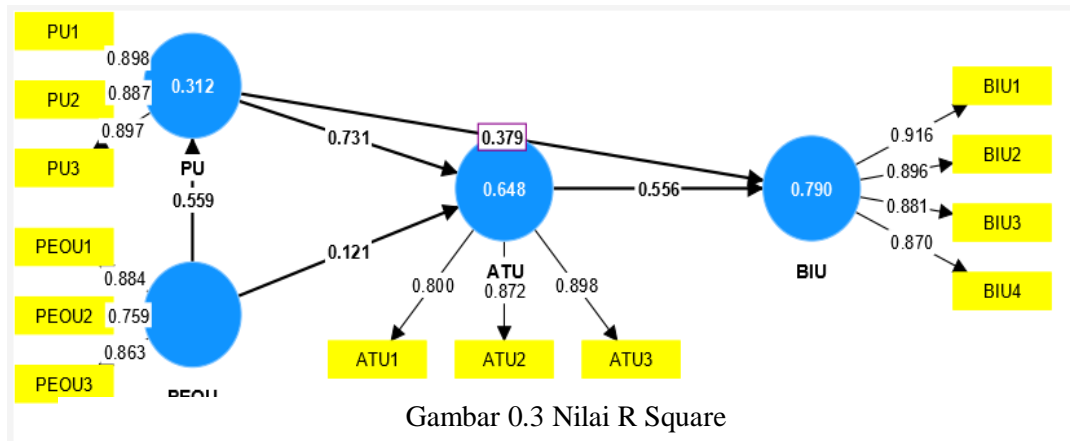 PU1
0.898
PU2
0.887
0.897
PU3
0.312
PU
0.559
PEOU1
0.884
PEOU2
0.759
0.863
PEOU3
PEOU
0.731
0.379
0.121
0.648
ATU
0.556
0.790
BIU
0.800
0.872
0.898
ATU1
ATU2
ATU3
0.916
BIU1
0.896
BIU2
0.881
BIU3
0.870
BIU4
Gambar 0.3 Nilai R Square